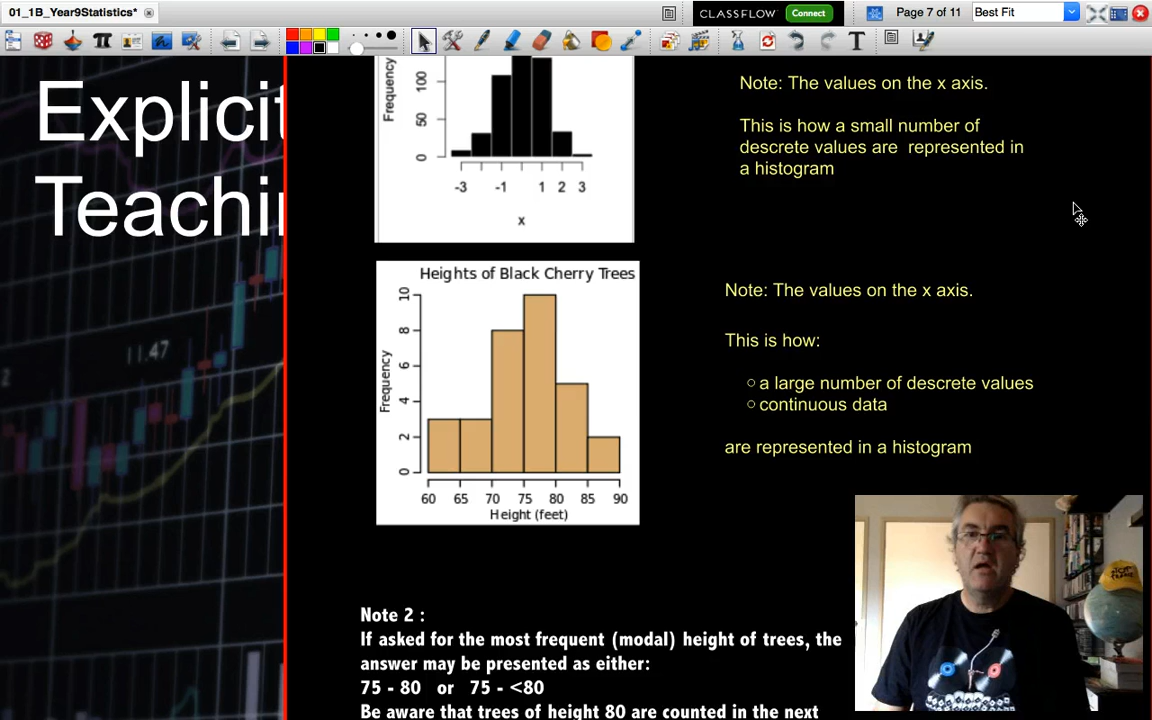 01_1B_Year9Statistics*
CLASSFLOW Connect
Page 7 of 11
Best Fit
Explicit
Teachi
11.47
2
100
50
0
Frequency
-3 -1 1 2 3
x
Note: The values on the x axis.
This is how a small number of
descrete values are represented in
a histogram
Heights of Black Cherry Trees
10
8
6
4
2
0
Frequency
60 65 70 75 80 85 90
Height (feet)
Note: The values on the x axis.
This is how:
a large number of descrete values
continuous data
are represented in a histogram
Note 2 :
If asked for the most frequent (modal) height of trees, the
answer may be presented as either:
75 - 80 or 75 - <80
Be aware that trees of height 80 are counted in the next